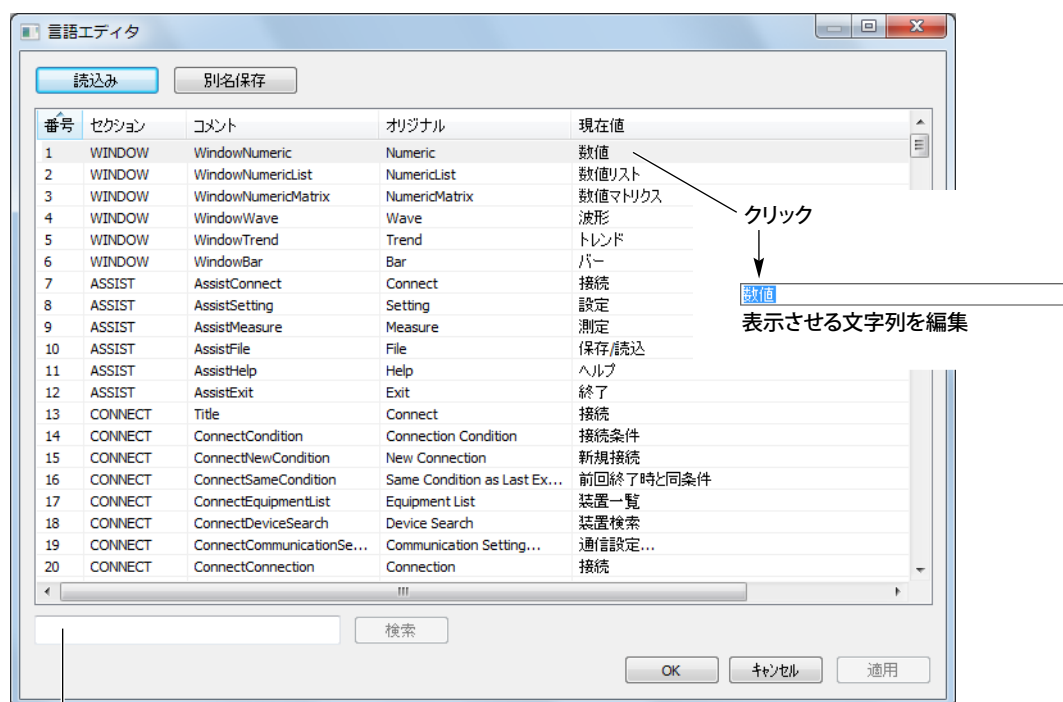 言語エディタ
読込み 別名保存
番号 セクション コメント オリジナル 現在値
1 WINDOW WindowNumeric Numeric 数値
2 WINDOW WindowNumericList NumericList 数値リスト
3 WINDOW WindowNumericMatrix NumericMatrix 数値マトリクス
4 WINDOW WindowWave Wave 波形
5 WINDOW WindowTrend Trend トレンド
6 WINDOW WindowBar Bar バー
7 ASSIST AssistConnect Connect 接続
8 ASSIST AssistSetting Setting 設定
9 ASSIST AssistMeasure Measure 測定
10 ASSIST AssistFile File 保存/読込
11 ASSIST AssistHelp Help ヘルプ
12 ASSIST AssistExit Exit 終了
13 CONNECT Title Connect 接続
14 CONNECT ConnectCondition Connection Condition 接続条件
15 CONNECT ConnectNewCondition New Connection 新規接続
16 CONNECT ConnectSameCondition Same Condition as Last Ex... 前回終了時と同条件
17 CONNECT ConnectEquipmentList Equipment List 装置一覧
18 CONNECT ConnectDeviceSearch Device Search 装置検索
19 CONNECT ConnectCommunicationSe... Communication Setting... 通信設定...
20 CONNECT ConnectConnection Connection 接続
クリック
数値
表示させる文字列を編集
検索
OK キャンセル 適用